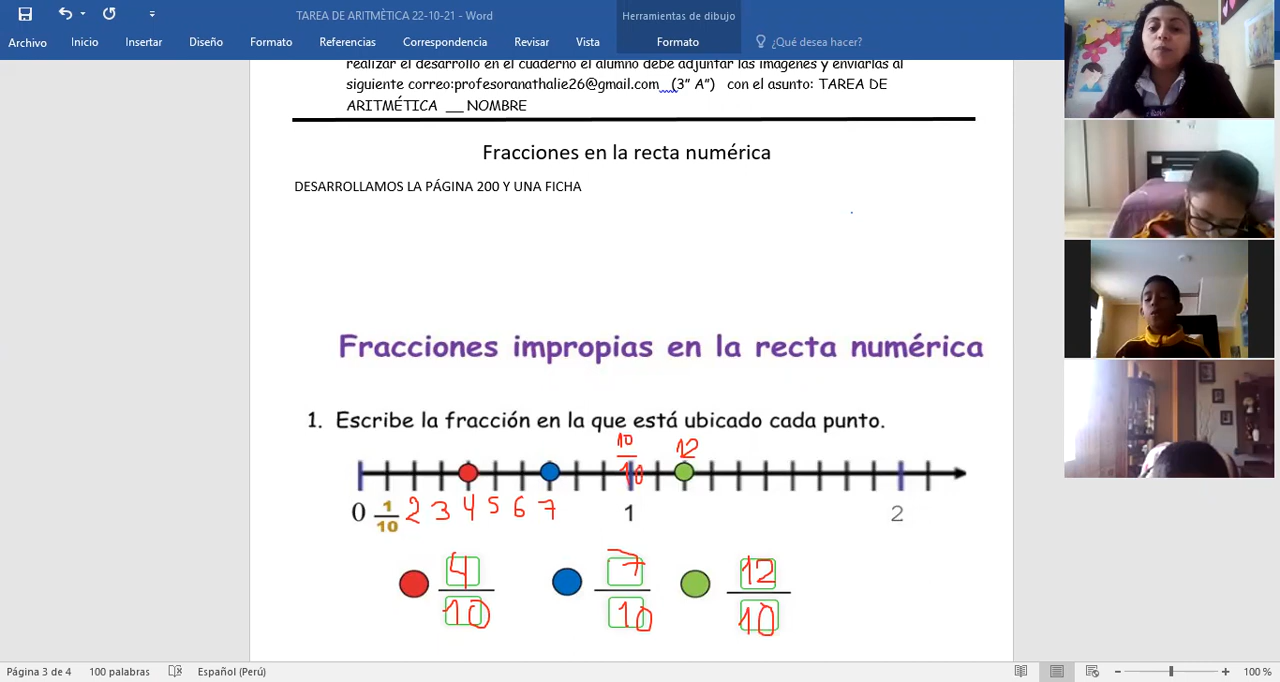 TAREA DE ARITMÈTICA 22-10-21 - Word
Herramientas de dibujo
Archivo Inicio Insertar Diseño Formato Referencias Correspondencia Revisar Vista Formato ¿Qué desea hacer?
realizar el desarrollo en el cuaderno el alumno debe adjuntar las imágenes y enviarlas al
siguiente correo:profesoranathalie26@gmail.com (3" A") con el asunto: TAREA DE
ARITMÉTICA __ NOMBRE
Fracciones en la recta numérica
DESARROLLAMOS LA PÁGINA 200 Y UNA FICHA
Fracciones impropias en la recta numérica
1. Escribe la fracción en la que está ubicado cada punto.
10 12
10
0 1 2 3 4 5 6 7 1 2
10
4 7 12
10 10 10
Página 3 de 4 100 palabras Español (Perú) 100 %